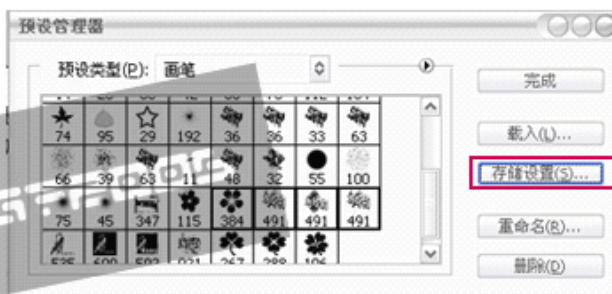 预设管理器
预设类型(P): 画笔
完成
载入(L)...
存储设置(S)...
重命名(R)...
删除(D)
74 95 29 192 36 36 33 63
66 39 63 11 48 32 55 100
75 45 347 115 384 491 491 491